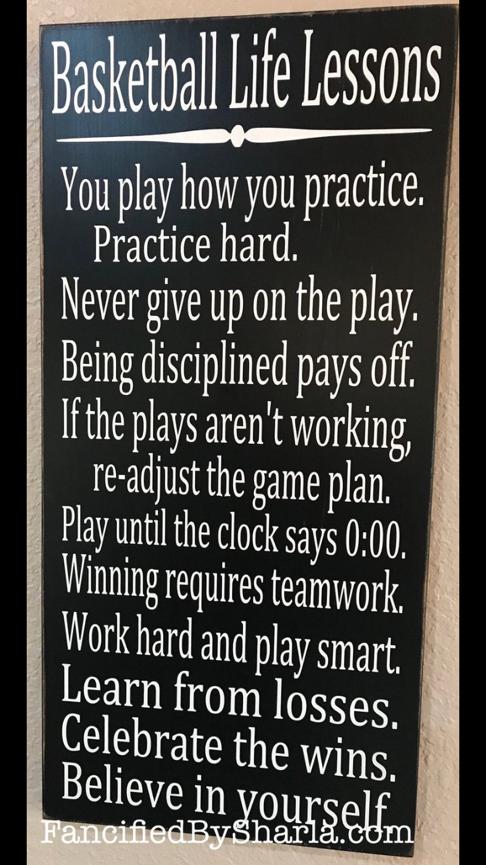 Basketball Life Lessons
You play how you practice.
Practice hard.
Never give up on the play.
Being disciplined pays off.
If the plays aren't working,
re-adjust the game plan.
Play until the clock says 0:00.
Winning requires teamwork.
Work hard and play smart.
Learn from losses.
Celebrate the wins.
Believe in yourself.
FancifiedBySharla.com